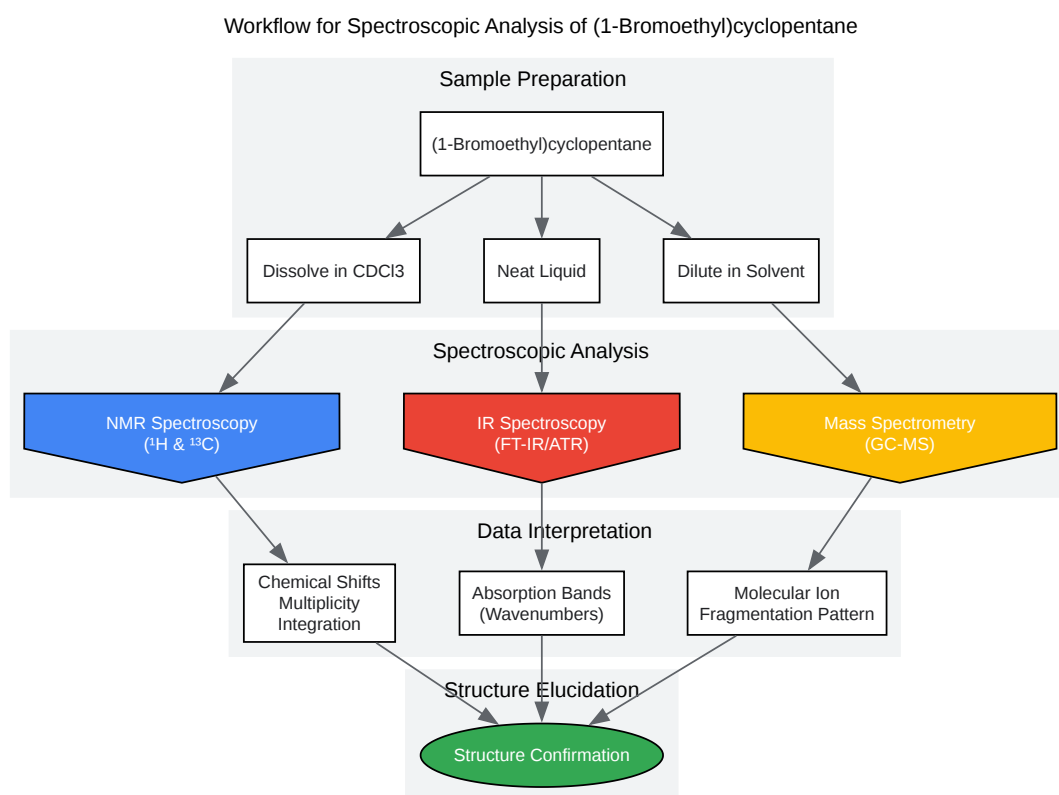 Workflow for Spectroscopic Analysis of (1-Bromoethyl)cyclopentane
Sample Preparation
(1-Bromoethyl)cyclopentane
Dissolve in CDCl3
Neat Liquid
Dilute in Solvent
Spectroscopic Analysis
NMR Spectroscopy
(¹H & ¹³C)
IR Spectroscopy
(FT-IR/ATR)
Mass Spectrometry
(GC-MS)
Data Interpretation
Chemical Shifts
Multiplicity
Integration
Absorption Bands
(Wavenumbers)
Molecular Ion
Fragmentation Pattern
Structure Elucidation
Structure Confirmation